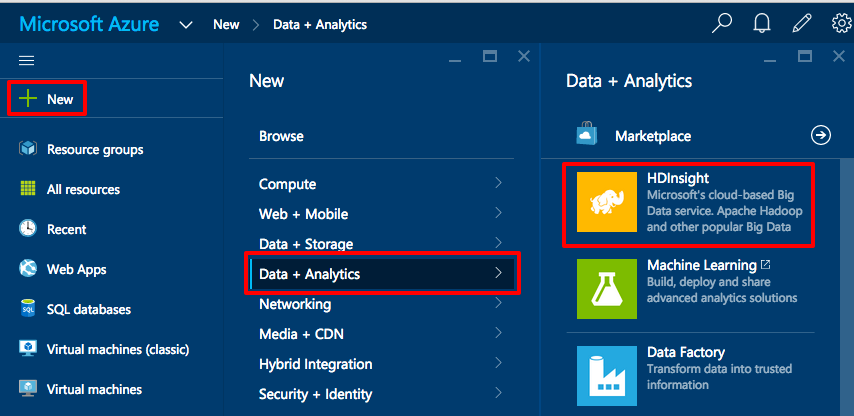 Microsoft Azure New > Data + Analytics
New
Resource groups
All resources
Recent
Web Apps
SQL databases
Virtual machines (classic)
Virtual machines
New
Browse
Compute
Web + Mobile
Data + Storage
Data + Analytics
Networking
Media + CDN
Hybrid Integration
Security + Identity
Data + Analytics
Marketplace
HDInsight
Microsoft's cloud-based Big
Data service. Apache Hadoop
and other popular Big Data
Machine Learning
Build, deploy and share
advanced analytics solutions
Data Factory
Transform data into trusted
information